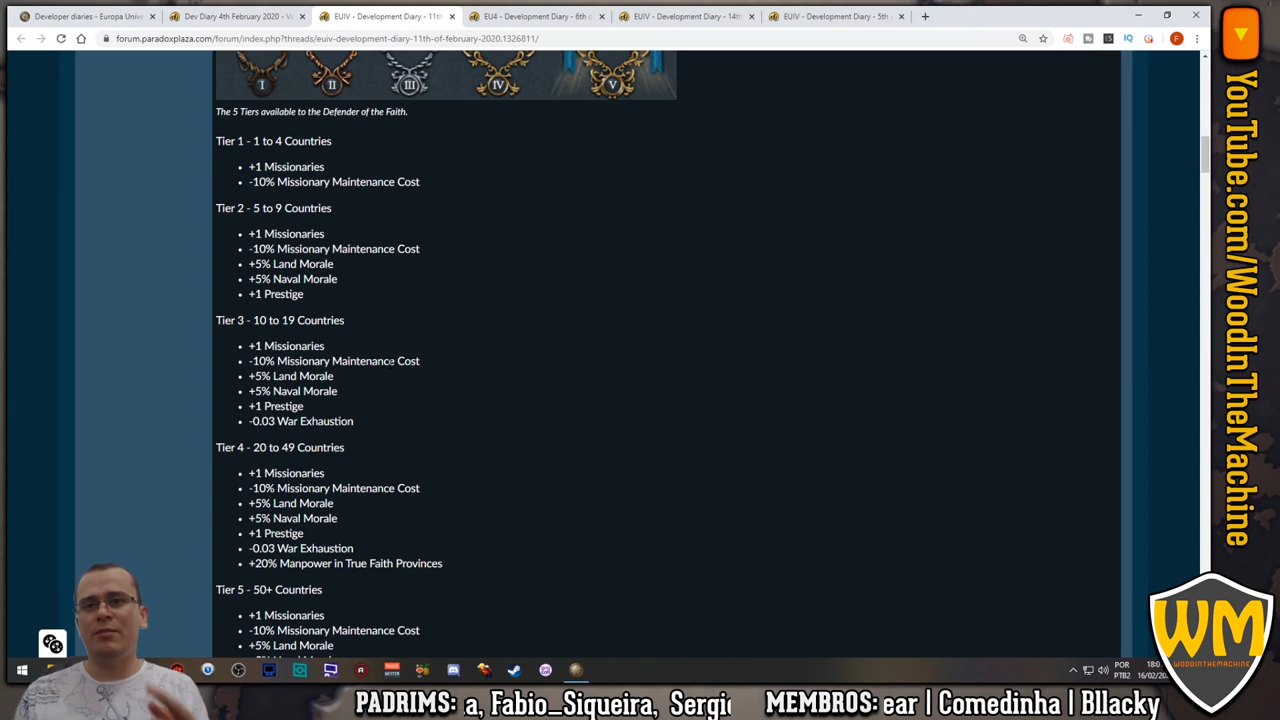 Developer diaries - Europa Unive
Dev Diary 4th February 2020 - V
EUIV - Development Diary - 11th
EU4 - Development Diary - 6th o
EUIV - Development Diary - 14th
EUIV - Development Diary - 5th
forum.paradoxplaza.com/forum/index.php?threads/euiv-development-diary-11th-of-february-2020.1326811/
I II III IV V
The 5 Tiers available to the Defender of the Faith.
Tier 1 - 1 to 4 Countries
+1 Missionaries
-10% Missionary Maintenance Cost
Tier 2 - 5 to 9 Countries
+1 Missionaries
-10% Missionary Maintenance Cost
+5% Land Morale
+5% Naval Morale
+1 Prestige
Tier 3 - 10 to 19 Countries
+1 Missionaries
-10% Missionary Maintenance Cost
+5% Land Morale
+5% Naval Morale
+1 Prestige
-0.03 War Exhaustion
Tier 4 - 20 to 49 Countries
+1 Missionaries
-10% Missionary Maintenance Cost
+5% Land Morale
+5% Naval Morale
+1 Prestige
-0.03 War Exhaustion
+20% Manpower in True Faith Provinces
Tier 5 - 50+ Countries
+1 Missionaries
-10% Missionary Maintenance Cost
+5% Land Morale
YouTube.com/WoodInTheMachine
WM
WOODINTHEMACHINE
POR
PTB2
18:0
16/02/
PADRIMS: a, Fabio_Siqueira, Sergio
MEMBROS: ear | Comedinha | Bllacky